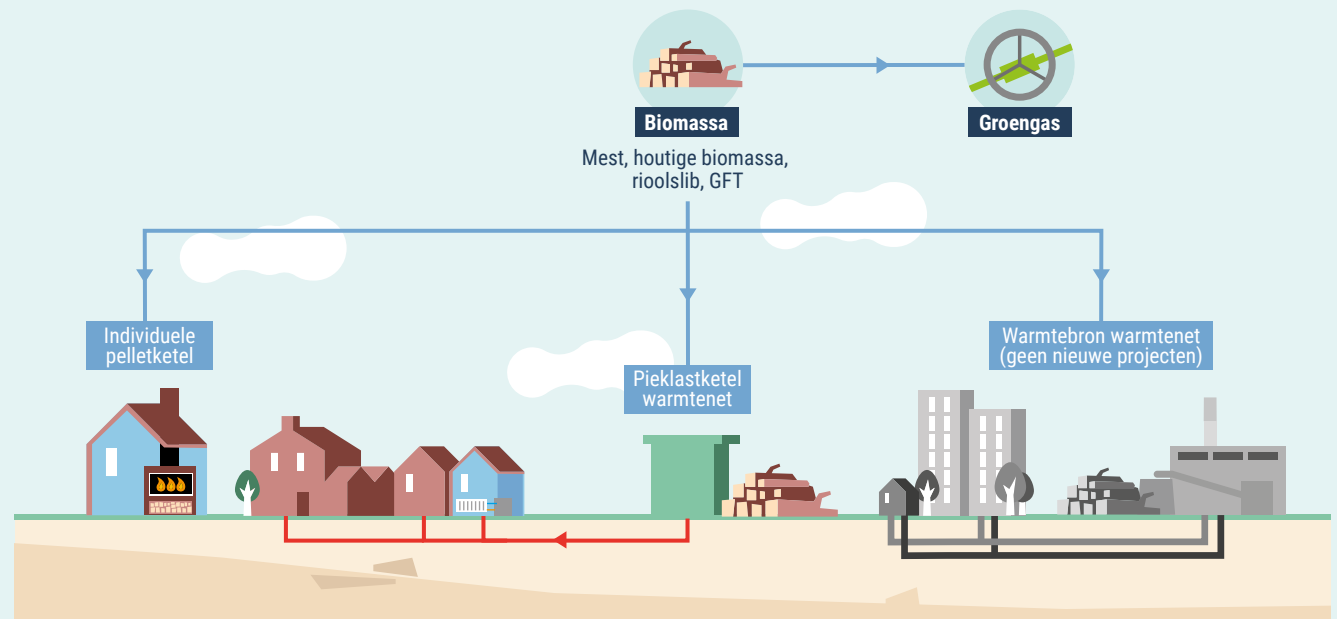 Biomassa
Groengas
Mest, houtige biomassa,
rioolslib, GFT
Individuele
pelletketel
Pieklastketel
warmtenet
Warmtebron warmtenet
(geen nieuwe projecten)